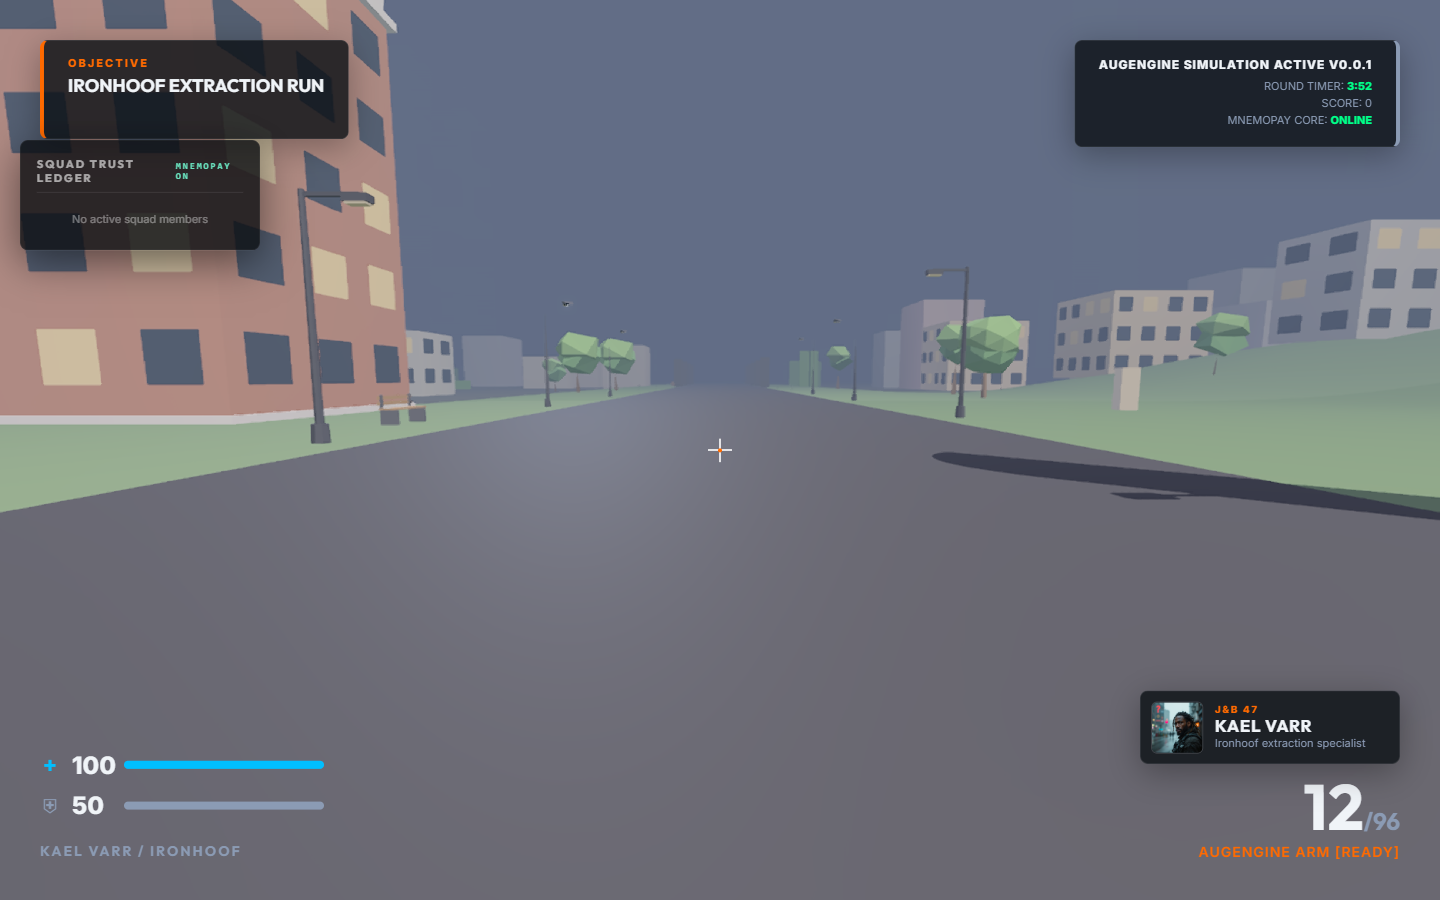 OBJECTIVE
IRONHOOF EXTRACTION RUN
SQUAD TRUST LEDGER
MNEMOPAY ON
No active squad members
AUGENGINE SIMULATION ACTIVE V0.0.1
ROUND TIMER: 3:52
SCORE: 0
MNEMOPAY CORE: ONLINE
J&B 47
KAEL VARR
Ironhoof extraction specialist
100
50
KAEL VARR / IRONHOOF
12/96
AUGENGINE ARM [READY]